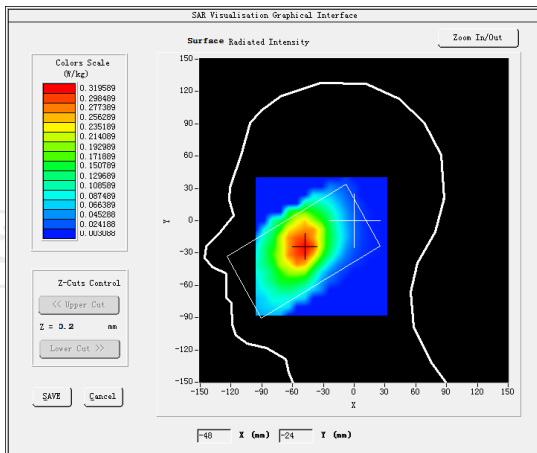 SAR Visualisation Graphical Interface
Surface Radiated Intensity
Zoom In/Out
Colors Scale
(W/kg)
0.319589
0.298489
0.277389
0.256289
0.235189
0.214089
0.192989
0.171889
0.150789
0.129689
0.108589
0.087489
0.066389
0.045288
0.024188
0.003088
Z-Cuts Control
<< Upper Cut
Z = 0.2 mm
Lower Cut >>
SAVE
Cancel
150-
120-
90-
60-
30-
0-
-30-
-60-
-90-
-120-
-150-
Y
-150 -120 -90 -60 -30 0 30 60 90 120 150
X
-48 X (mm) -24 Y (mm)